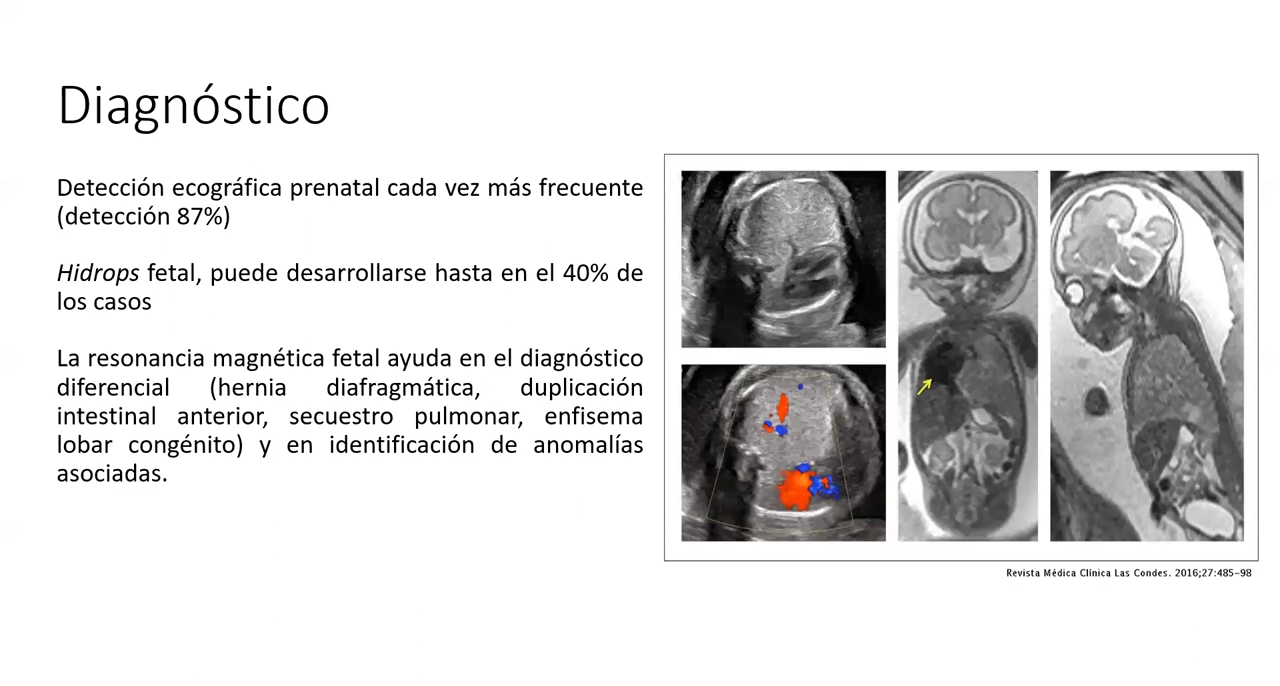 Diagnóstico
Detección ecográfica prenatal cada vez más frecuente
(detección 87%)
Hidrops fetal, puede desarrollarse hasta en el 40% de
los casos
La resonancia magnética fetal ayuda en el diagnóstico
diferencial (hernia diafragmática, duplicación
intestinal anterior, secuestro pulmonar, enfisema
lobar congénito) y en identificación de anomalías
asociadas.
Revista Médica Clínica Las Condes. 2016;27:485–98